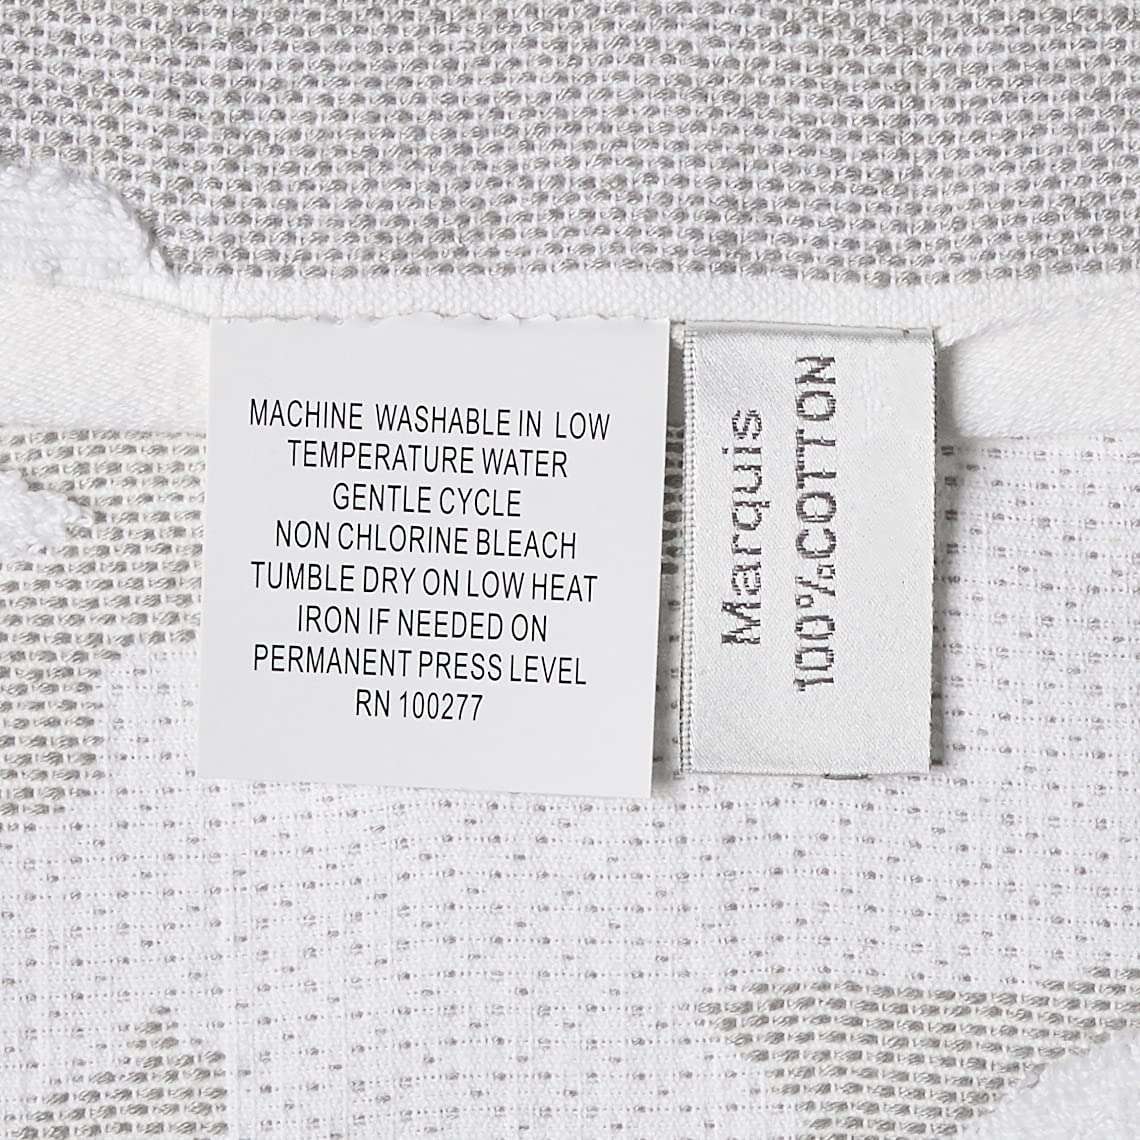 MACHINE WASHABLE IN LOW
TEMPERATURE WATER
GENTLE CYCLE
NON CHLORINE BLEACH
TUMBLE DRY ON LOW HEAT
IRON IF NEEDED ON
PERMANENT PRESS LEVEL
RN 100277
Marquis
100%COTTON